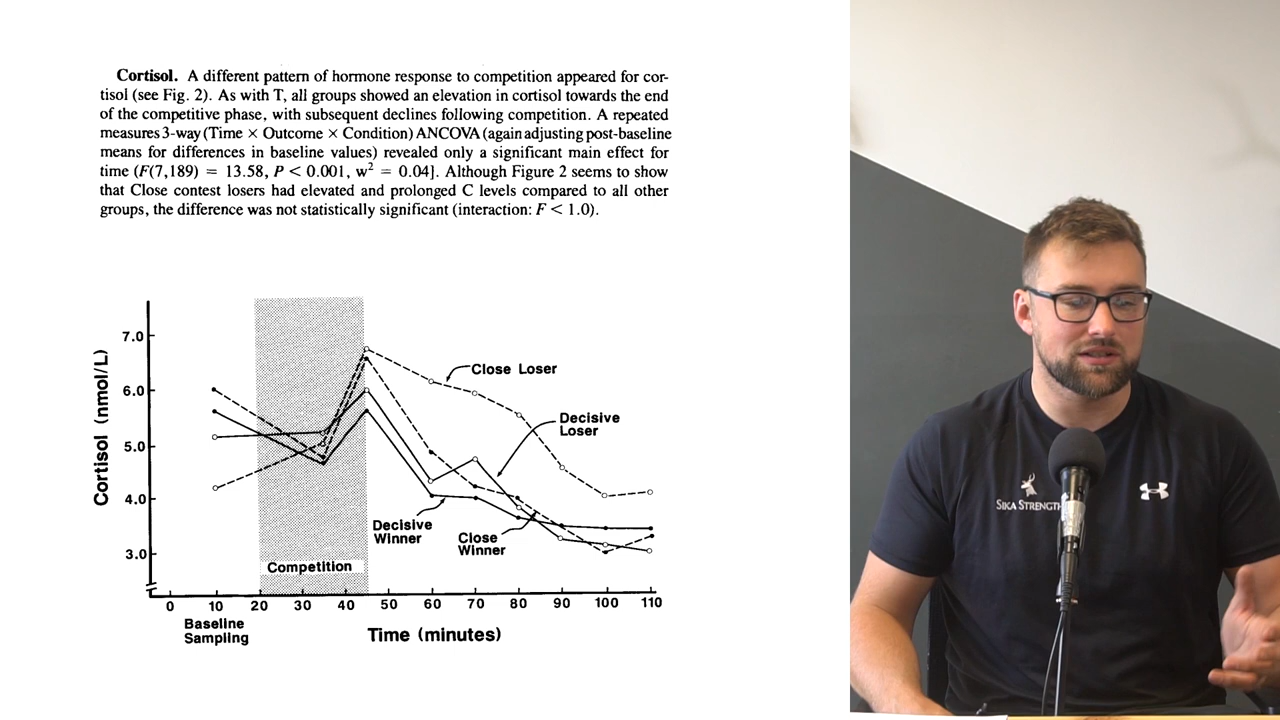 Cortisol. A different pattern of hormone response to competition appeared for cor-
tisol (see Fig. 2). As with T, all groups showed an elevation in cortisol towards the end
of the competitive phase, with subsequent declines following competition. A repeated
measures 3-way (Time × Outcome × Condition) ANCOVA (again adjusting post-baseline
means for differences in baseline values) revealed only a significant main effect for
time (F(7,189) = 13.58, P < 0.001, w² = 0.04]. Although Figure 2 seems to show
that Close contest losers had elevated and prolonged C levels compared to all other
groups, the difference was not statistically significant (interaction: F < 1.0).
Cortisol (nmol/L)
7.0
6.0
5.0
4.0
3.0
Close Loser
Decisive
Loser
Decisive
Winner
Close
Winner
Competition
0 10 20 30 40 50 60 70 80 90 100 110
Baseline
Sampling
Time (minutes)
SIKA STRENGTH